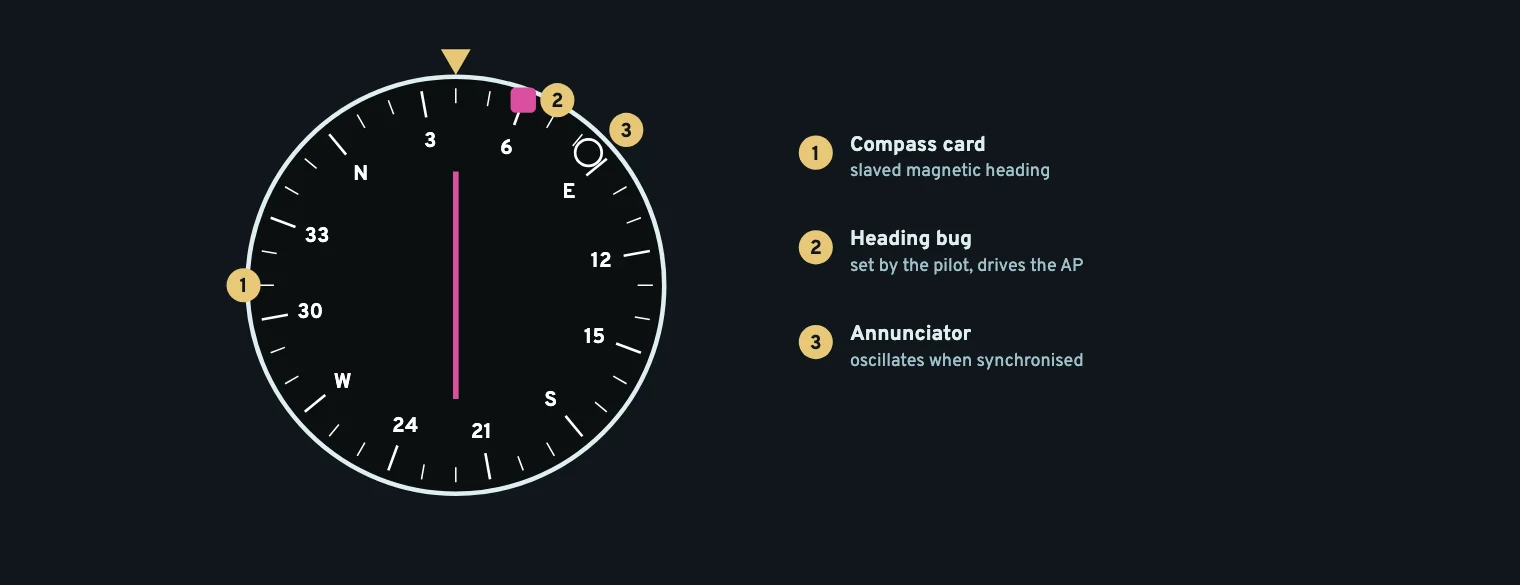 2
3
3
6
N
E
33
12
1
30
15
W
S
24
21
1
Compass card
slaved magnetic heading
2
Heading bug
set by the pilot, drives the AP
3
Annunciator
oscillates when synchronised